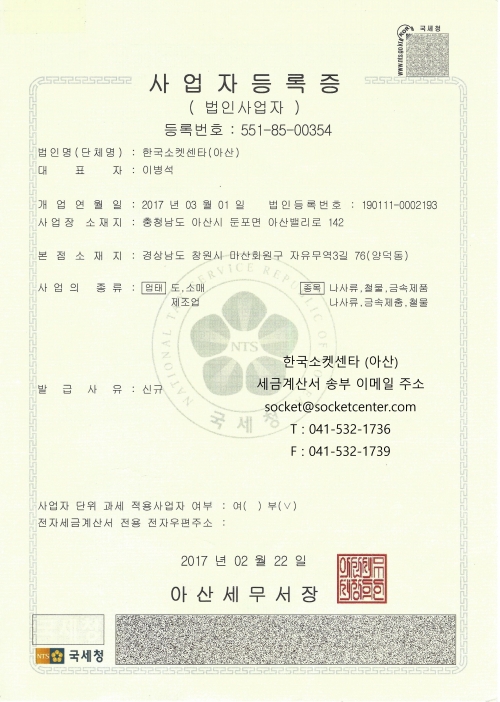 국세청
www.nts.go.kr
사업자등록증
( 법인사업자 )
등록번호 : 551-85-00354
법인명(단체명) : 한국소켓센타(아산)
대 표 자 : 이병석
개 업 연 월 일 : 2017 년 03 월 01 일 법인등록번호 : 190111-0002193
사업장 소재지 : 충청남도 아산시 둔포면 아산밸리로 142
본 점 소 재 지 : 경상남도 창원시 마산회원구 자유무역3길 76(양덕동)
사 업 의 종 류 : 업태 도,소매 종목 나사류,철물,금속제품
제조업 나사류,금속제춤,철물
NATIONAL TAX SERVICE REPUBLIC OF
NTS
국세청
한국소켓센타 (아산)
세금계산서 송부 이메일 주소
socket@socketcenter.com
발 급 사 유 : 신규
T : 041-532-1736
F : 041-532-1739
사업자 단위 과세 적용사업자 여부 : 여( ) 부(∨)
전자세금계산서 전용 전자우편주소 :
2017 년 02 월 22 일
아산세무서장
국세청
NTS 국세청